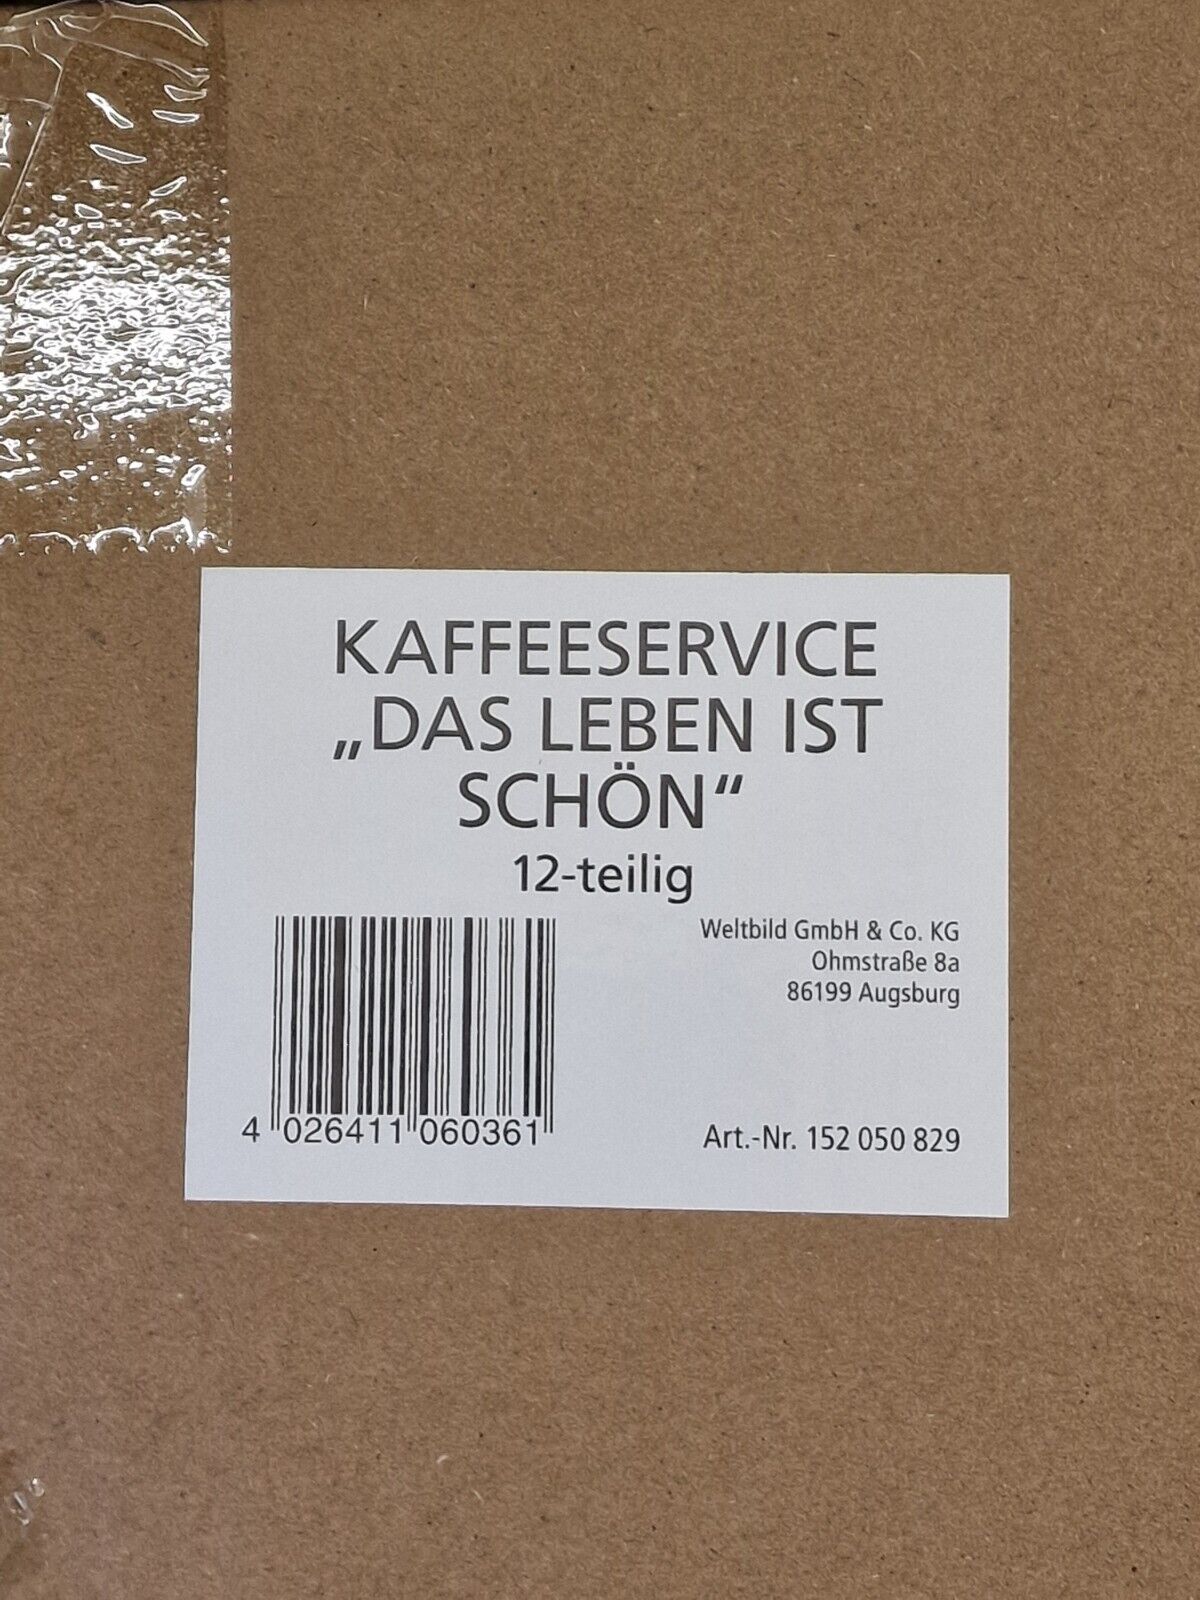 KAFFEESERVICE
„DAS LEBEN IST
SCHÖN“
12-teilig
Weltbild GmbH & Co. KG
Ohmstraße 8a
86199 Augsburg
4 026411 060361
Art.-Nr. 152 050 829